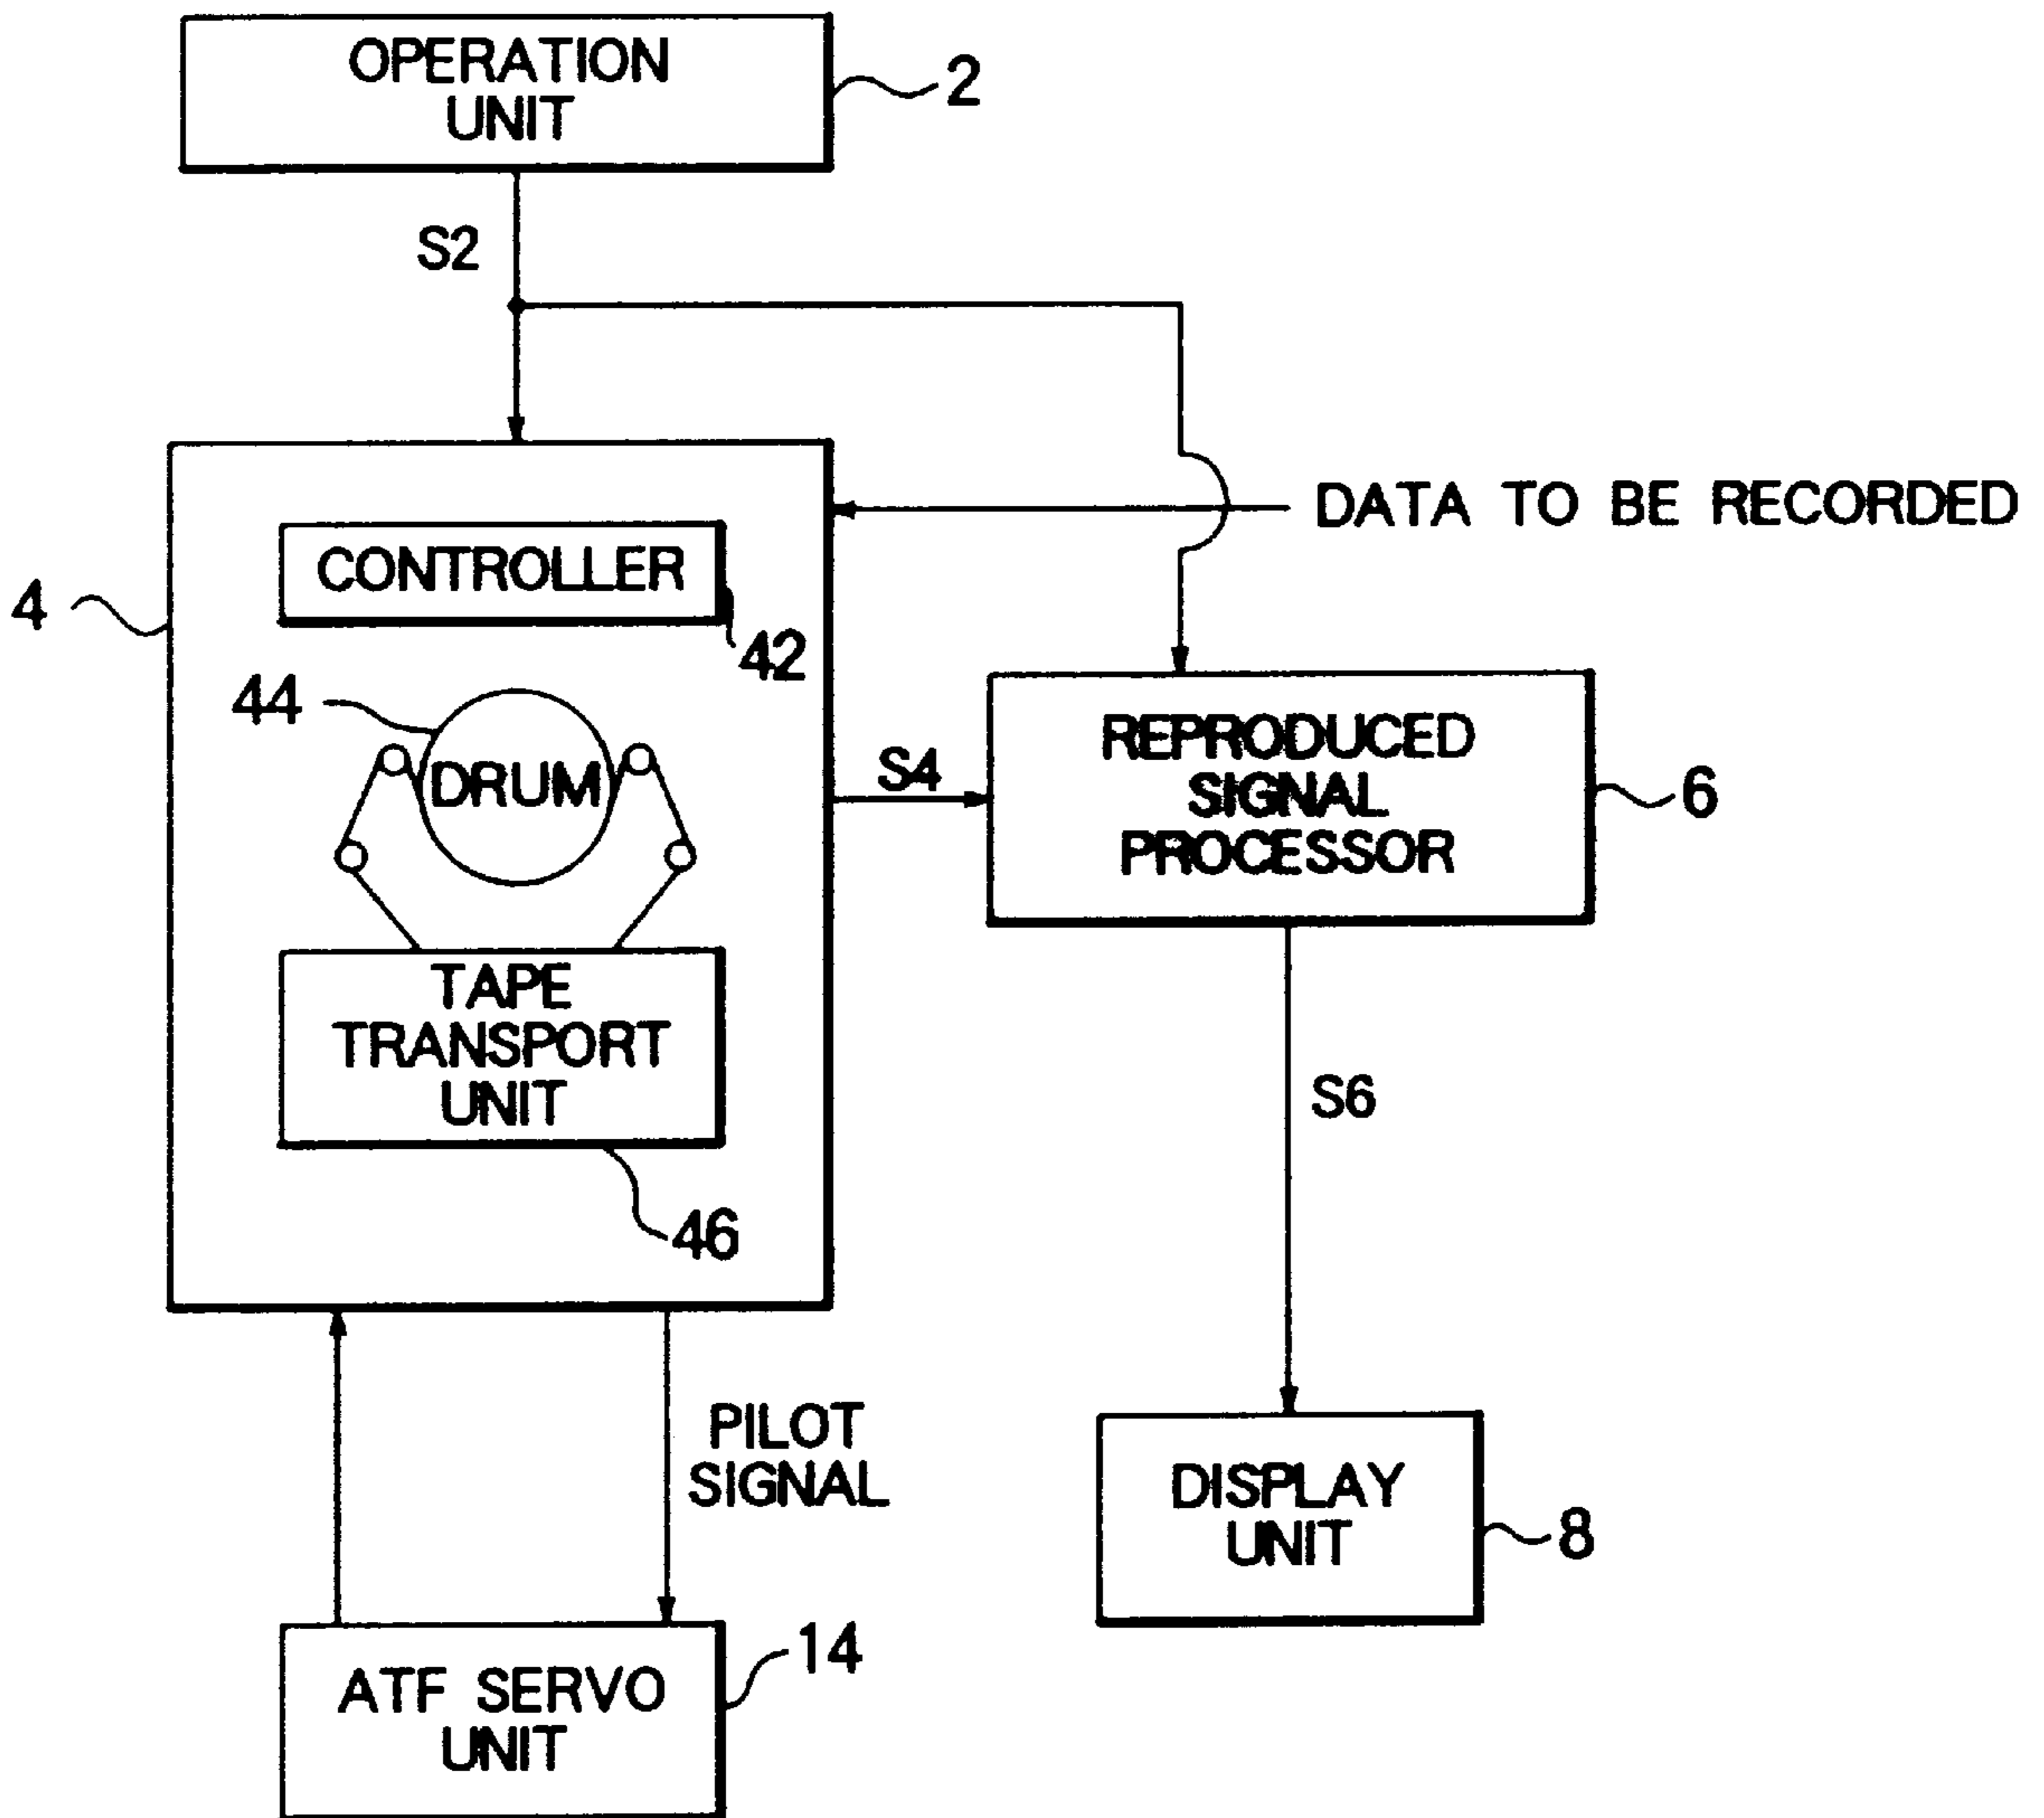 OPERATION
UNIT
2
S2
DATA TO BE RECORDED
CONTROLLER
4
42
44
DRUM
S4
REPRODUCED
SIGNAL
PROCESSOR
6
TAPE
TRANSPORT
UNIT
S6
46
PILOT
SIGNAL
DISPLAY
UNIT
8
14
ATF SERVO
UNIT